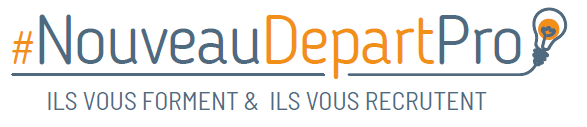 #NouveauDepartPro
ILS VOUS FORMENT & ILS VOUS RECRUTENT